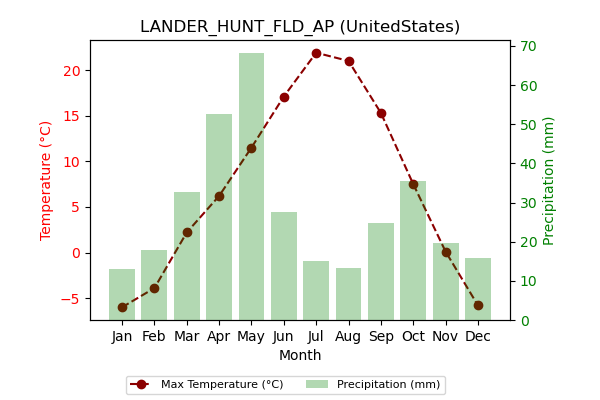 LANDER_HUNT_FLD_AP (UnitedStates)
Temperature (°C)
20
15
10
5
0
−5
70
60
50
40
30
20
10
0
Precipitation (mm)
Jan Feb Mar Apr May Jun Jul Aug Sep Oct Nov Dec
Month
Max Temperature (°C) Precipitation (mm)